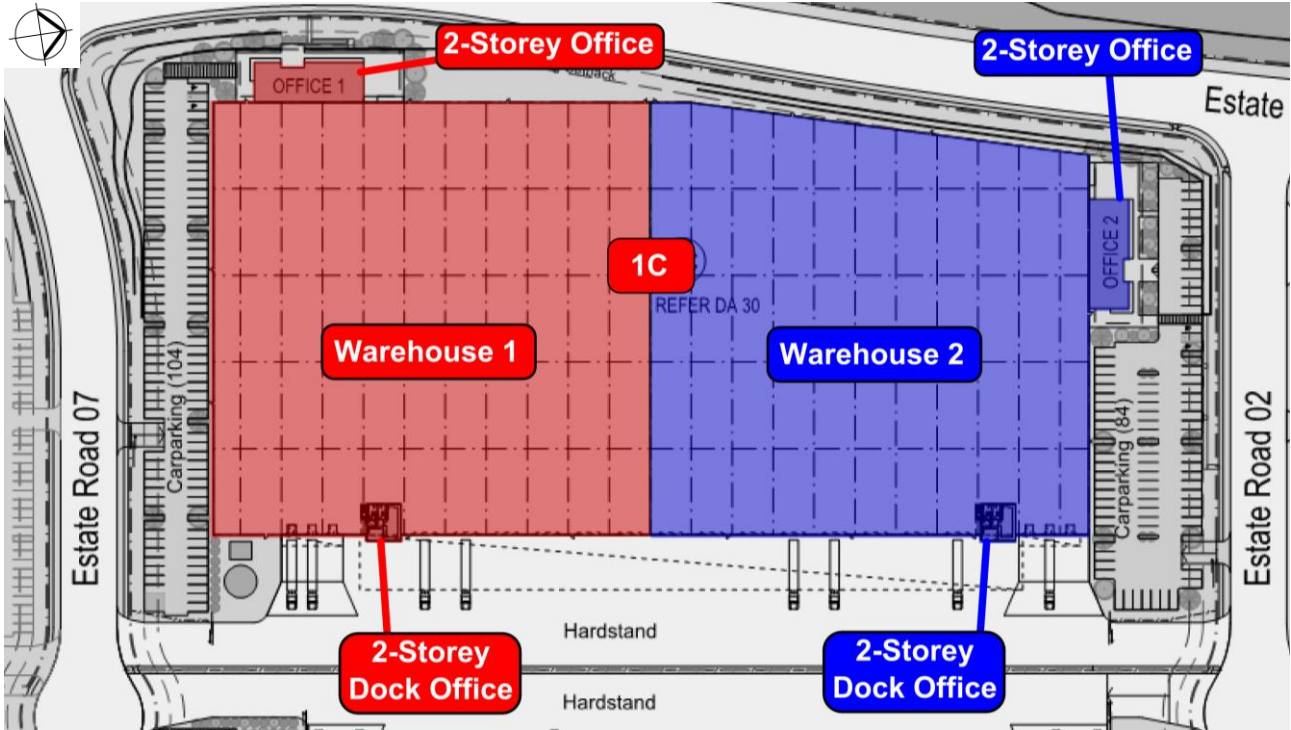 2-Storey Office
2-Storey Office
OFFICE 1
Estate
1C
OFFICE 2
REFER DA 30
Warehouse 1
Warehouse 2
Carparking (104)
Carparking (84)
Estate Road 07
Estate Road 02
Hardstand
2-Storey
Dock Office
2-Storey
Dock Office
Hardstand